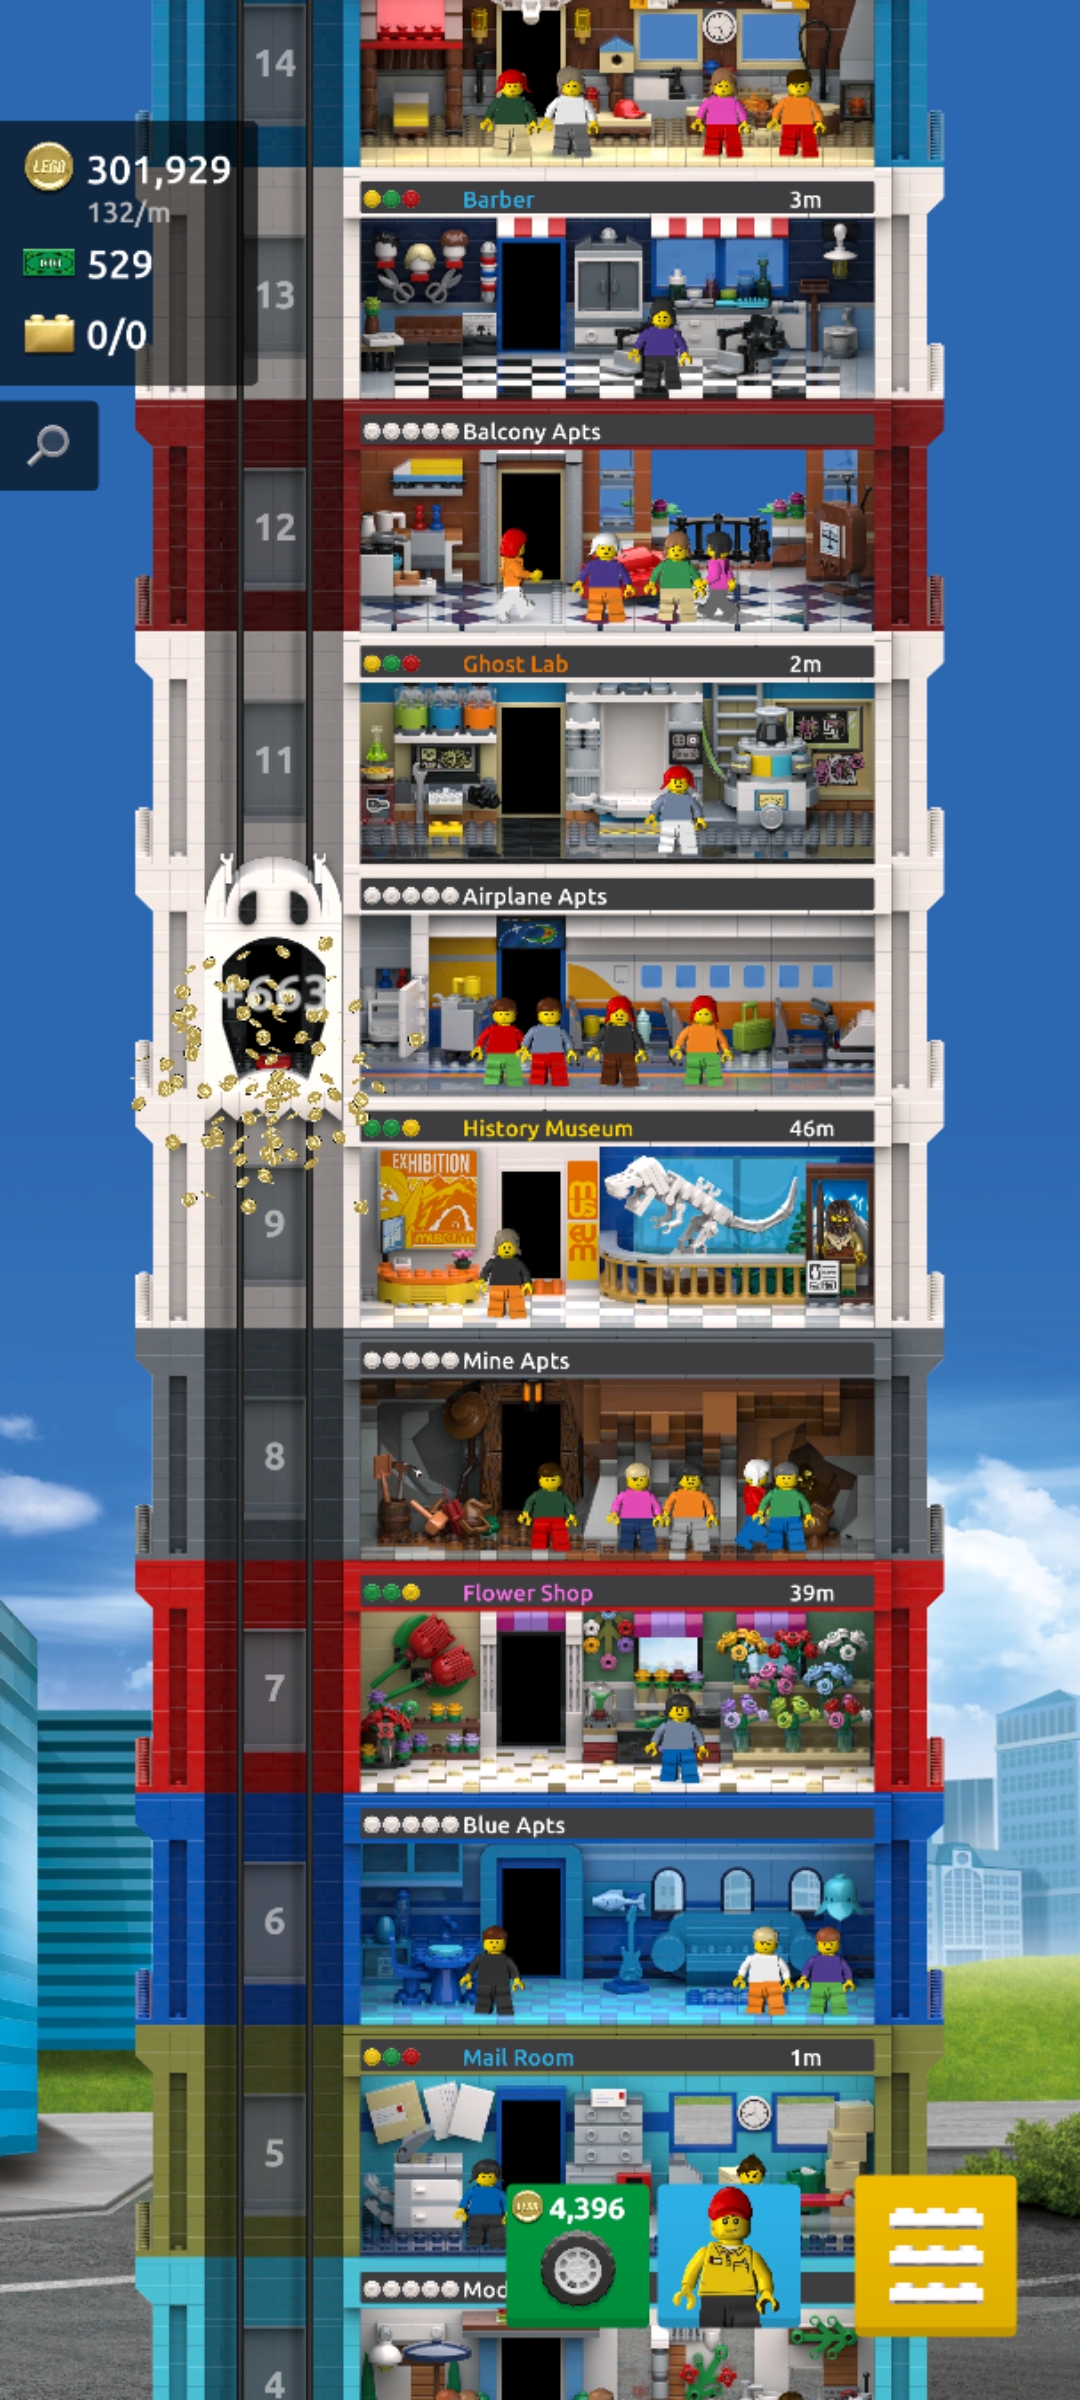 14
LEGO 301,929
132/m
529
0/0
Barber 3m
13
Balcony Apts
12
Ghost Lab 2m
11
Airplane Apts
+663
History Museum 46m
EXHIBITION
museum
museum
9
Mine Apts
8
Flower Shop 39m
7
Blue Apts
6
Mail Room 1m
5
4,396
Mod
4